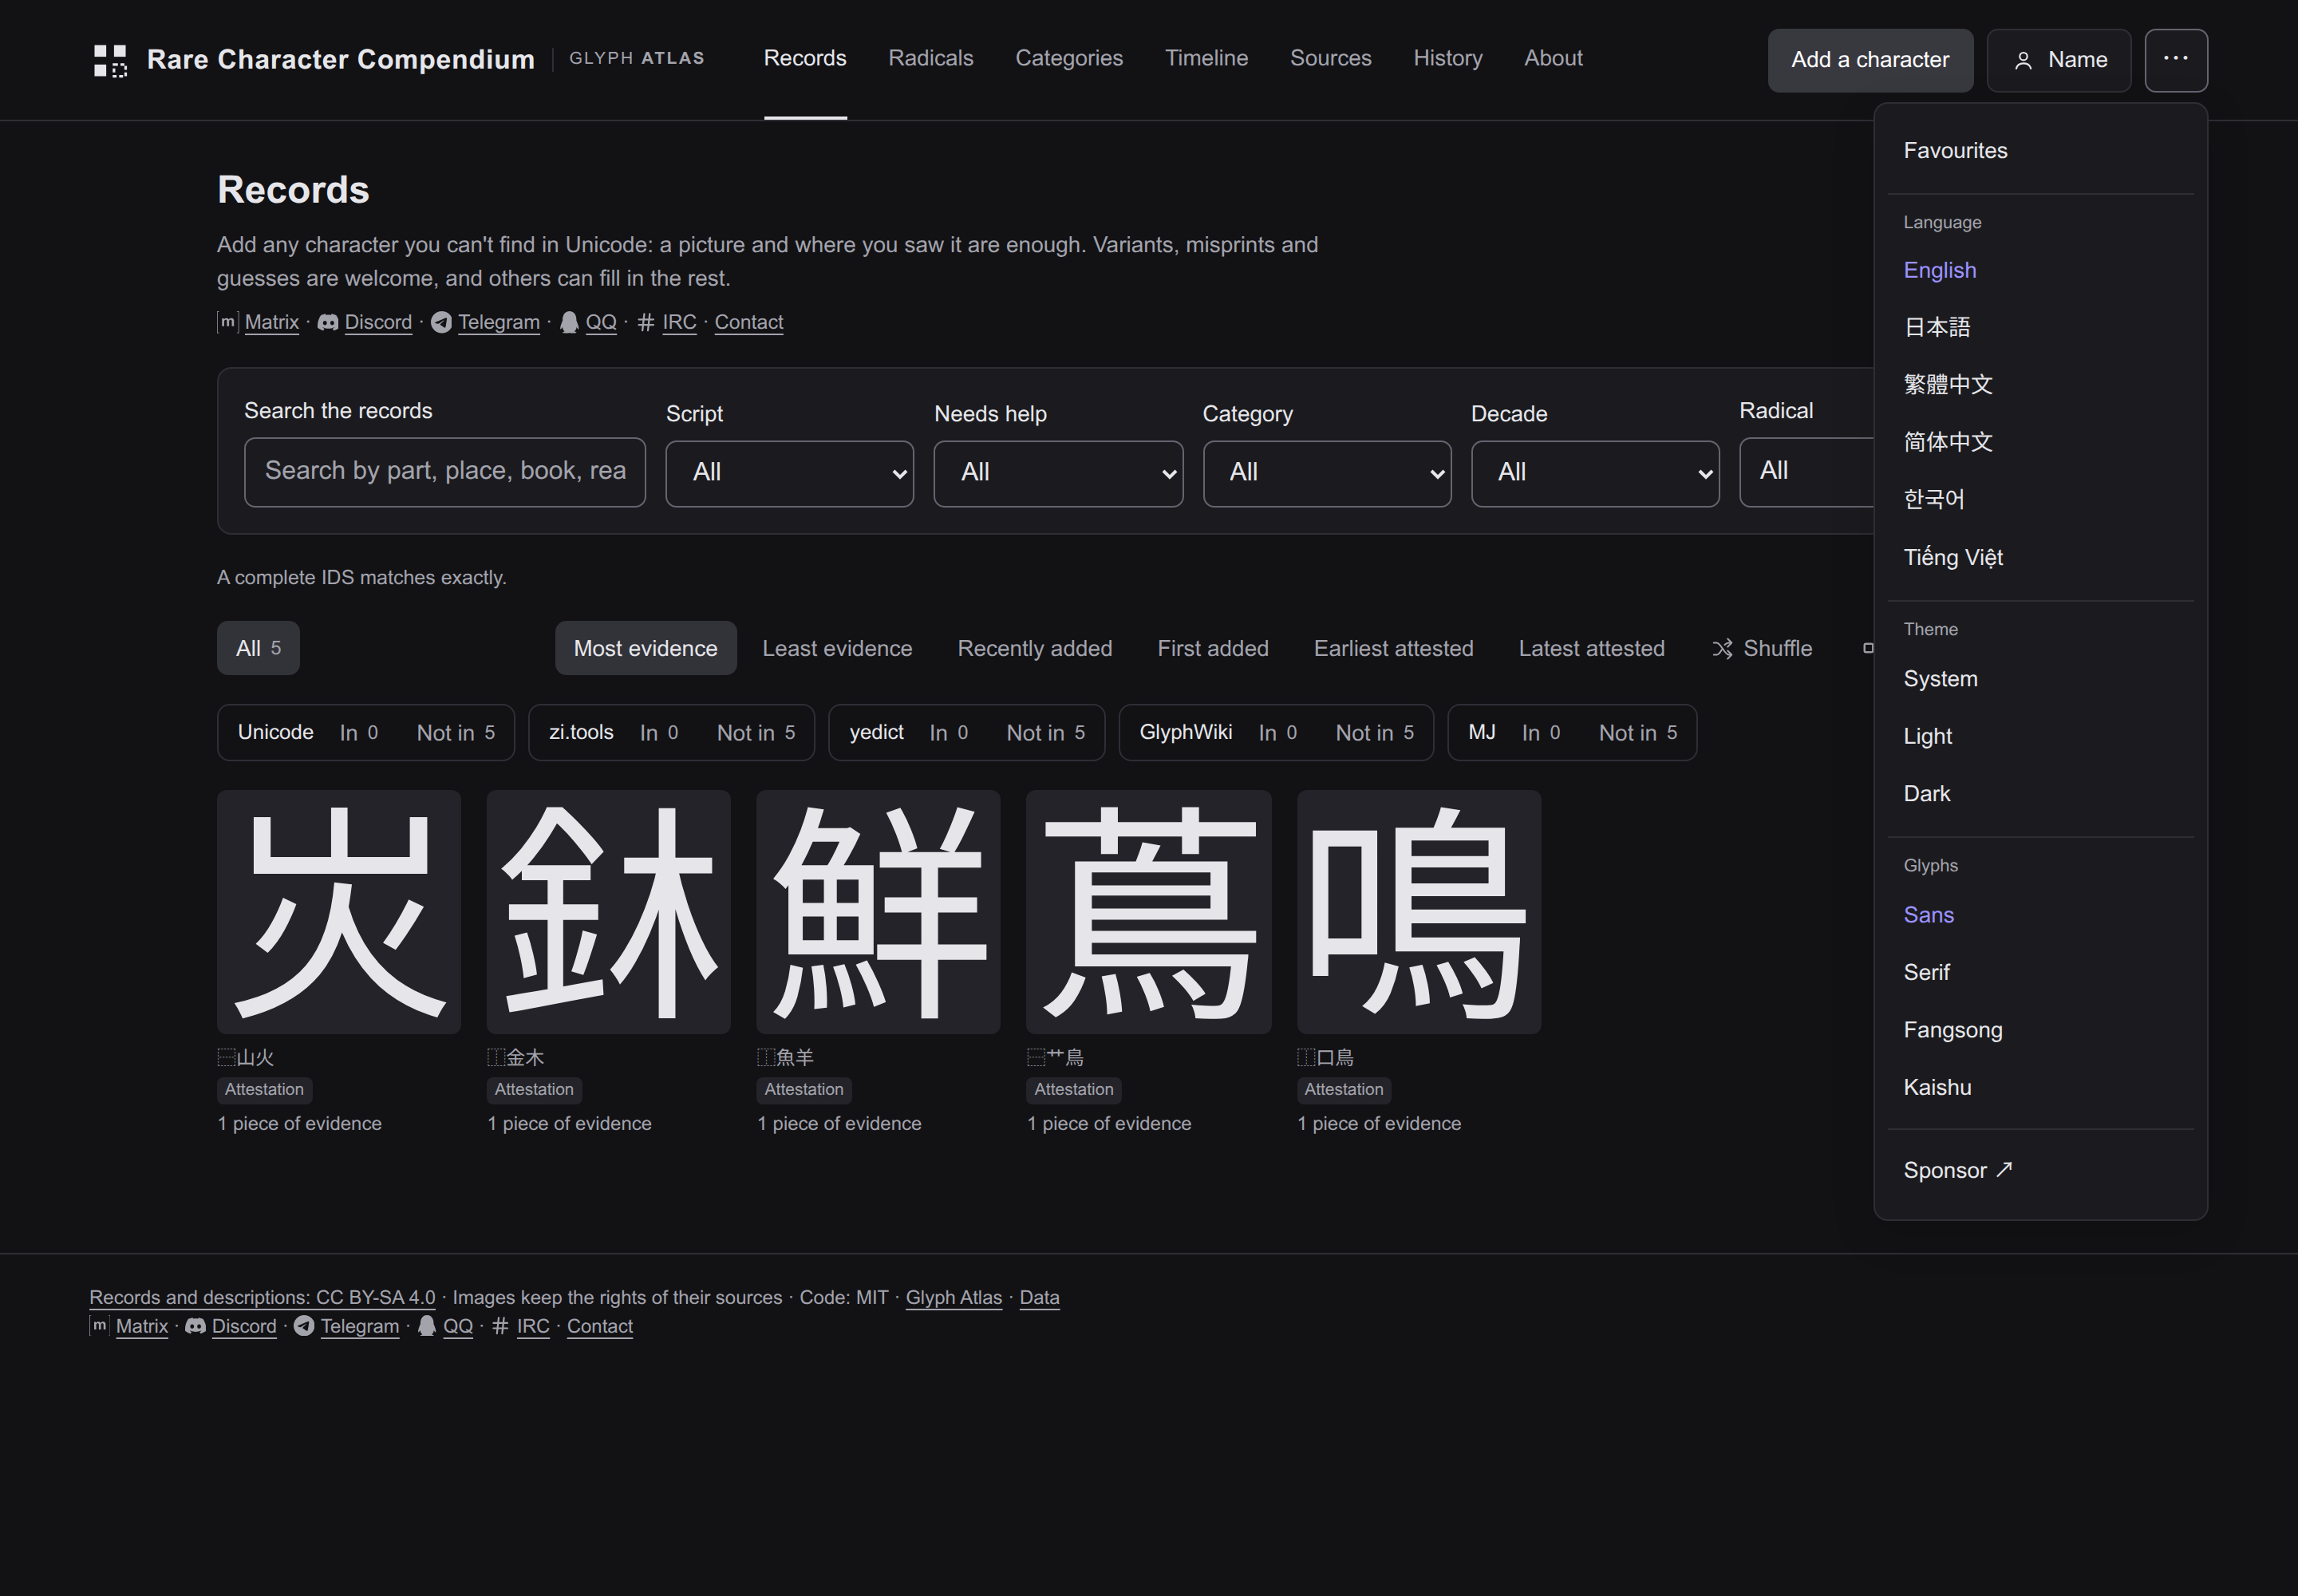 Rare Character Compendium | GLYPH ATLAS
Records Radicals Categories Timeline Sources History About
Add a character Name ···
Favourites
Language
English
日本語
繁體中文
简体中文
한국어
Tiếng Việt
Theme
System
Light
Dark
Glyphs
Sans
Serif
Fangsong
Kaishu
Sponsor ↗
Records
Add any character you can't find in Unicode: a picture and where you saw it are enough. Variants, misprints and
guesses are welcome, and others can fill in the rest.
[m] Matrix · Discord · Telegram · QQ · # IRC · Contact
Search the records Script Needs help Category Decade Radical
Search by part, place, book, rea All All All All All
A complete IDS matches exactly.
All 5 Most evidence Least evidence Recently added First added Earliest attested Latest attested Shuffle
Unicode In 0 Not in 5 zi.tools In 0 Not in 5 yedict In 0 Not in 5 GlyphWiki In 0 Not in 5 MJ In 0 Not in 5
⿱山火 ⿰金木 ⿰魚羊 ⿱艹鳥 ⿰口鳥
⿱山火 ⿰金木 ⿰魚羊 ⿱艹鳥 ⿰口鳥
Attestation Attestation Attestation Attestation Attestation
1 piece of evidence 1 piece of evidence 1 piece of evidence 1 piece of evidence 1 piece of evidence
Records and descriptions: CC BY-SA 4.0 · Images keep the rights of their sources · Code: MIT · Glyph Atlas · Data
[m] Matrix · Discord · Telegram · QQ · # IRC · Contact